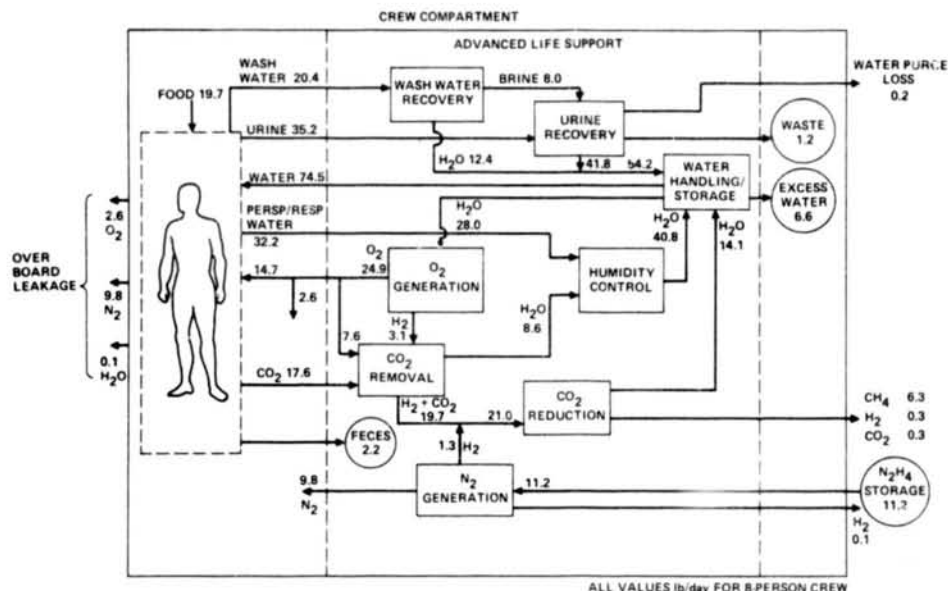 CREW COMPARTMENT
ADVANCED LIFE SUPPORT
WASH
WATER 20.4
FOOD 19.7
WASH WATER
RECOVERY
BRINE 8.0
WATER PURCE
LOSS
0.2
URINE 35.2
URINE
RECOVERY
WASTE
1.2
H2O 12.4
41.8
54.2
WATER
HANDLING/
STORAGE
EXCESS
WATER
6.6
WATER 74.5
PERSP/RESP
WATER
32.2
H2O
28.0
H2O
40.8
H2O
14.1
2.6
O2
OVER
BOARD
LEAKAGE
9.8
N2
0.1
H2O
14.7
O2
24.9
O2
GENERATION
HUMIDITY
CONTROL
2.6
7.6
H2
3.1
H2O
8.6
CO2
REMOVAL
CO2 17.6
H2 + CO2
19.7
21.0
CO2
REDUCTION
CH4 6.3
H2 0.3
CO2 0.3
FECES
2.2
1.3 H2
N2
GENERATION
9.8
N2
11.2
N2H4
STORAGE
11.2
H2
0.1
ALL VALUES lb/day FOR 8-PERSON CREW